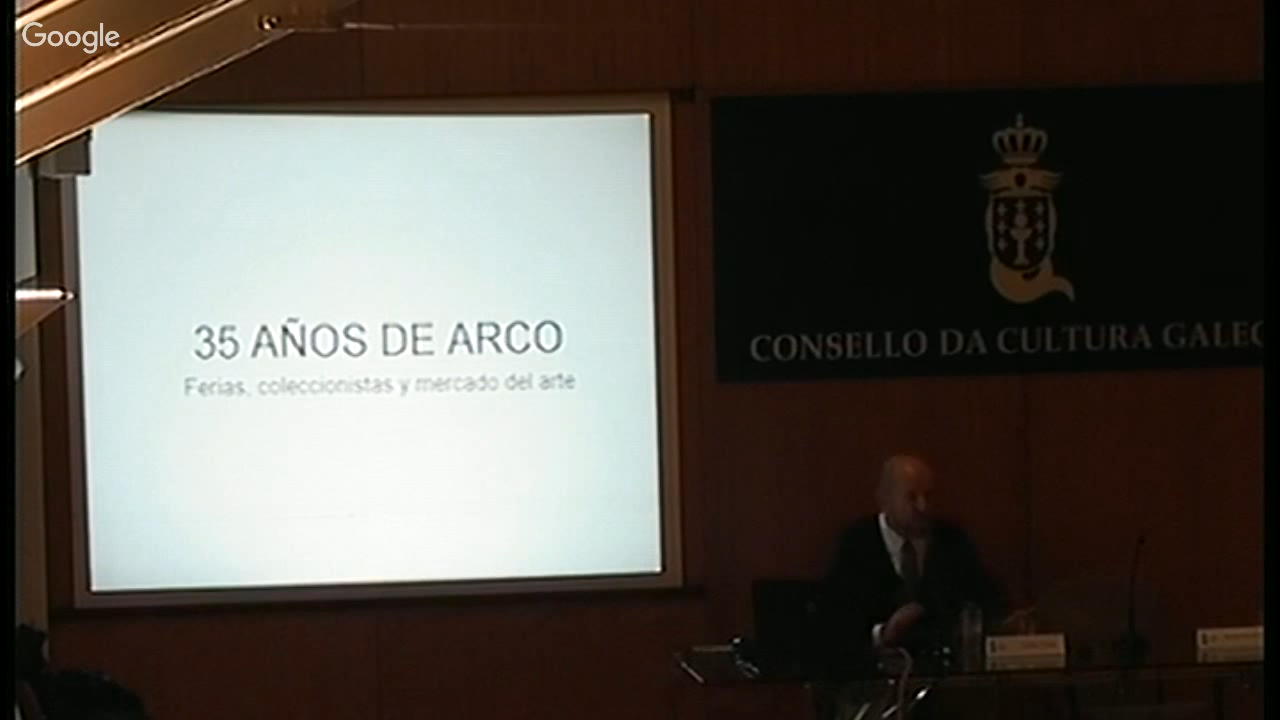 Google
35 AÑOS DE ARCO
Ferias, coleccionistas y mercado del arte
CONSELLO DA CULTURA GALEG